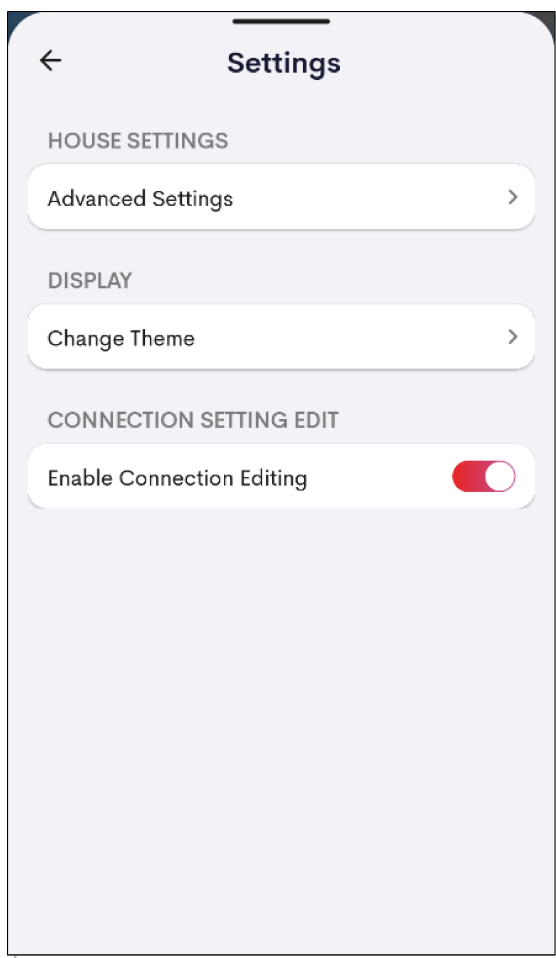 Settings
HOUSE SETTINGS
Advanced Settings
DISPLAY
Change Theme
CONNECTION SETTING EDIT
Enable Connection Editing